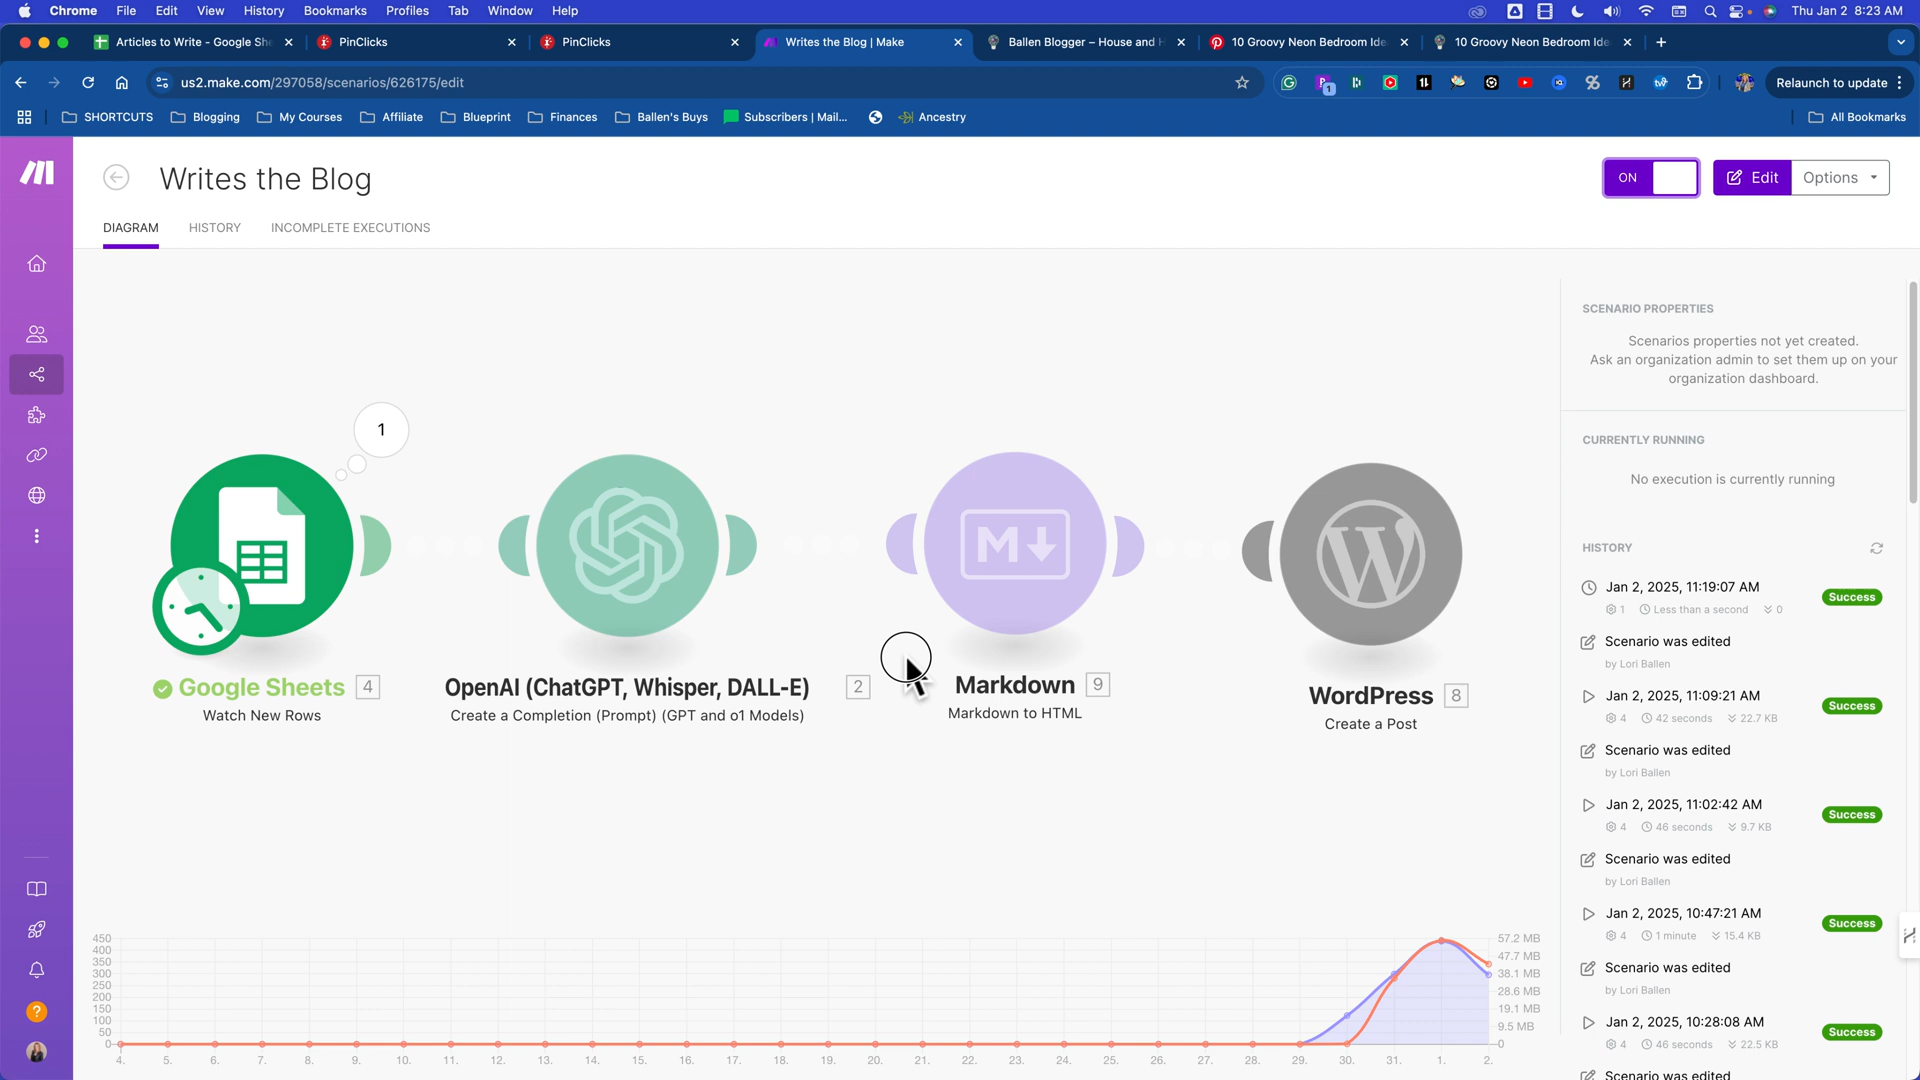 Chrome File Edit View History Bookmarks Profiles Tab Window Help Thu Jan 2 8:23 AM
Articles to Write - Google She PinClicks PinClicks Writes the Blog | Make Ballen Blogger – House and H 10 Groovy Neon Bedroom Ide 10 Groovy Neon Bedroom Ide
us2.make.com/297058/scenarios/626175/edit Relaunch to update
SHORTCUTS Blogging My Courses Affiliate Blueprint Finances Ballen's Buys Subscribers | Mail... Ancestry All Bookmarks
Writes the Blog
ON Edit Options
DIAGRAM HISTORY INCOMPLETE EXECUTIONS
1
Google Sheets 4
Watch New Rows
OpenAI (ChatGPT, Whisper, DALL-E) 2
Create a Completion (Prompt) (GPT and o1 Models)
M
Markdown 9
Markdown to HTML
WordPress 8
Create a Post
SCENARIO PROPERTIES
Scenarios properties not yet created.
Ask an organization admin to set them up on your
organization dashboard.
CURRENTLY RUNNING
No execution is currently running
HISTORY
Jan 2, 2025, 11:19:07 AM Success
1 Less than a second 0
Scenario was edited
by Lori Ballen
Jan 2, 2025, 11:09:21 AM Success
4 42 seconds 22.7 KB
Scenario was edited
by Lori Ballen
Jan 2, 2025, 11:02:42 AM Success
4 46 seconds 9.7 KB
Scenario was edited
by Lori Ballen
Jan 2, 2025, 10:47:21 AM Success
4 1 minute 15.4 KB
Scenario was edited
by Lori Ballen
Jan 2, 2025, 10:28:08 AM Success
4 46 seconds 22.5 KB
Scenario was edited
450 57.2 MB
400 47.7 MB
350
300 38.1 MB
250
200 28.6 MB
150 19.1 MB
100
50 9.5 MB
0 0
4. 5. 6. 7. 8. 9. 10. 11. 12. 13. 14. 15. 16. 17. 18. 19. 20. 21. 22. 23. 24. 25. 26. 27. 28. 29. 30. 31. 1. 2.